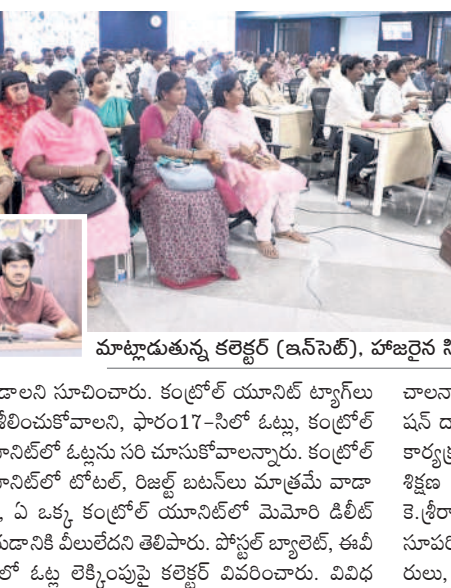 మాట్లాడుతున్న కలెక్టర్ (ఇన్‌సెట్), హాజరైన సి
డాలని సూచించారు. కంట్రోల్ యూనిట్ ట్యాగ్‌లు
శీలించుకోవాలని, ఫారం17-సిలో ఓట్లు, కంట్రోల్
నిట్‌లో ఓట్లను సరి చూసుకోవాలన్నారు. కంట్రోల్
నిట్‌లో టోటల్, రిజల్ట్ బటన్‌లు మాత్రమే వాడా
, ఏ ఒక్క కంట్రోల్ యూనిట్‌లో మెమోరి డిలీట్
డానికి వీలులేదని తెలిపారు. పోస్టల్ బ్యాలెట్, ఈవీ
లో ఓట్ల లెక్కింపుపై కలెక్టర్ వివరించారు. వివిధ
చాలనా
షన్ దా
కార్యక్ర
శిక్షణ
కె.శ్రీరా
సూపరి
రులు,